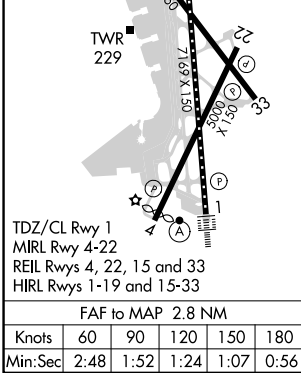 TWR
229
22
7169 X 150
P
5000
X 150
P
33
P
P
4
A
1
TDZ/CL Rwy 1
MIRL Rwy 4-22
REIL Rwys 4, 22, 15 and 33
HIRL Rwys 1-19 and 15-33
FAF to MAP 2.8 NM
Knots 60 90 120 150 180
Min:Sec 2:48 1:52 1:24 1:07 0:56